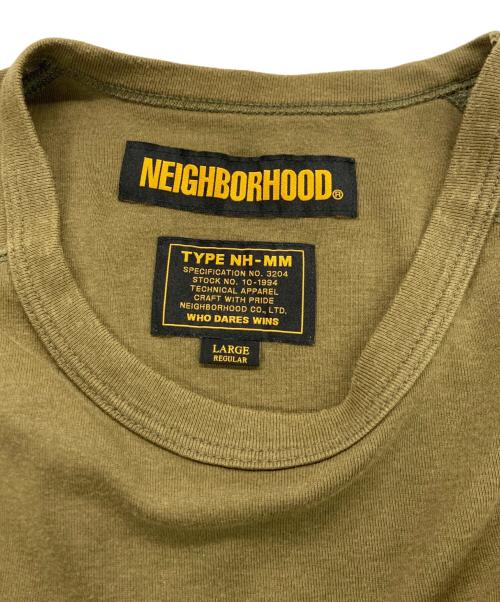 NEIGHBORHOOD®
TYPE NH-MM
SPECIFICATION NO. 3204
STOCK NO. 10-1994
TECHNICAL APPAREL
CRAFT WITH PRIDE
NEIGHBORHOOD CO., LTD.
WHO DARES WINS
LARGE
REGULAR